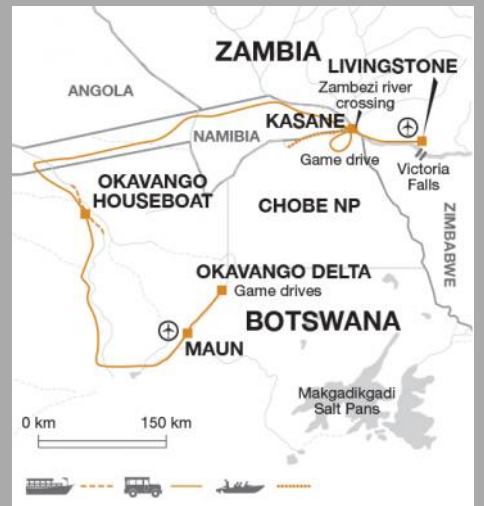 ZAMBIA
LIVINGSTONE
Zambezi river
crossing
ANGOLA
KASANE
NAMIBIA
Game drive
Victoria
Falls
OKAVANGO
HOUSEBOAT
CHOBE NP
ZIMBABWE
OKAVANGO DELTA
Game drives
BOTSWANA
MAUN
Makgadikgadi
Salt Pans
0 km
150 km